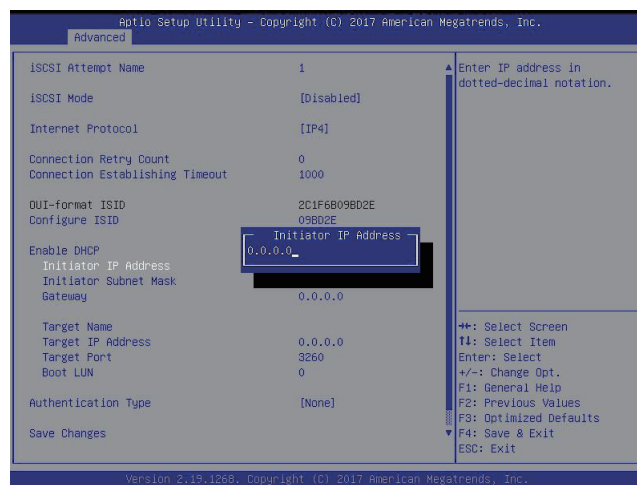 Aptio Setup Utility – Copyright (C) 2017 American Megatrends, Inc.
Advanced
iSCSI Attempt Name 1
iSCSI Mode [Disabled]
Internet Protocol [IP4]
Connection Retry Count 0
Connection Establishing Timeout 1000
OUI-format ISID 2C1F6B09BD2E
Configure ISID 09BD2E
Enable DHCP
Initiator IP Address
Initiator Subnet Mask
Gateway 0.0.0.0
Target Name
Target IP Address 0.0.0.0
Target Port 3260
Boot LUN 0
Authentication Type [None]
Save Changes
Initiator IP Address
0.0.0.0_
Enter IP address in
dotted-decimal notation.
→←: Select Screen
↑↓: Select Item
Enter: Select
+/-: Change Opt.
F1: General Help
F2: Previous Values
F3: Optimized Defaults
F4: Save & Exit
ESC: Exit
Version 2.19.1268. Copyright (C) 2017 American Megatrends, Inc.